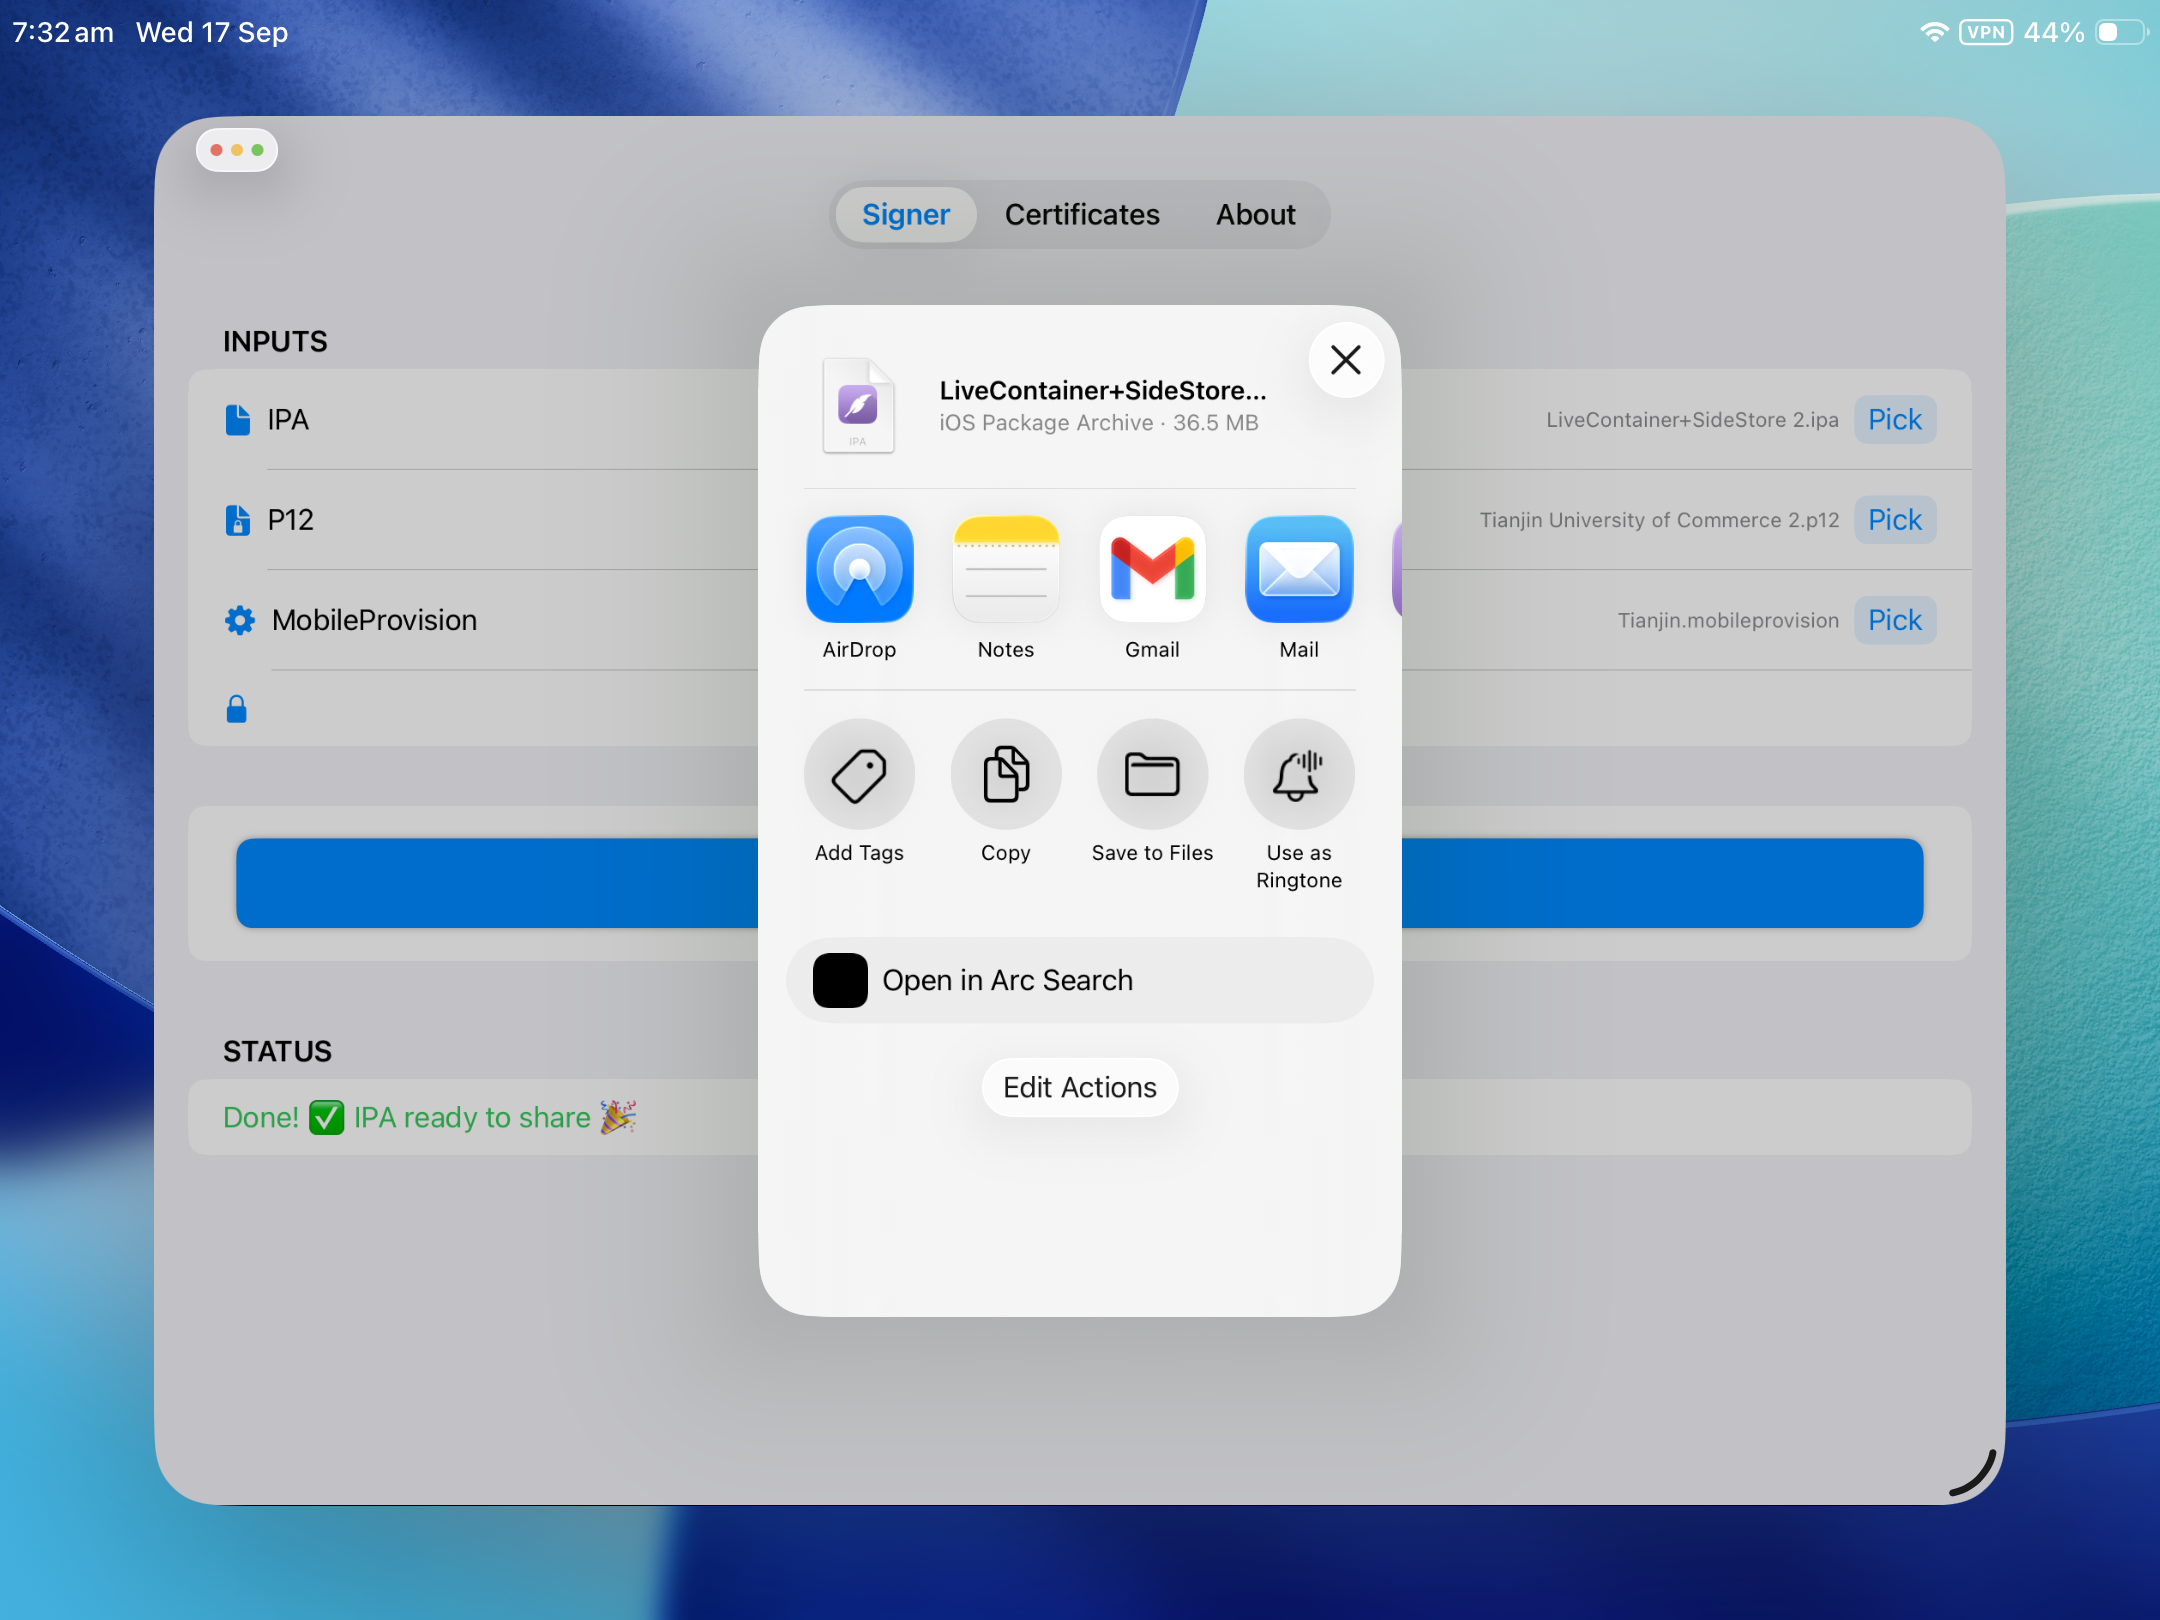 7:32 am Wed 17 Sep
VPN 44%
Signer Certificates About
INPUTS
IPA
LiveContainer+SideStore 2.ipa Pick
P12
Tianjin University of Commerce 2.p12 Pick
MobileProvision
Tianjin.mobileprovision Pick
STATUS
Done! ✅ IPA ready to share 🎉
LiveContainer+SideStore...
iOS Package Archive · 36.5 MB
IPA
AirDrop Notes Gmail Mail
Add Tags Copy Save to Files Use as
Ringtone
Open in Arc Search
Edit Actions